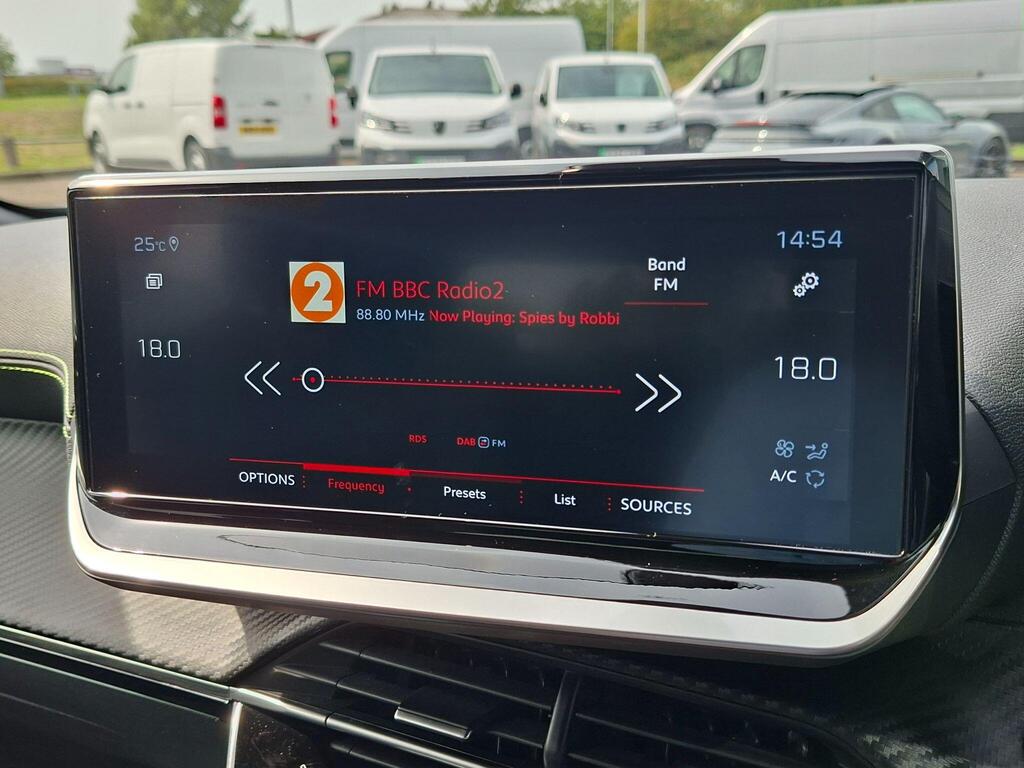 25°C
14:54
2
FM BBC Radio2
Band
FM
88.80 MHz Now Playing: Spies by Robbi
18.0
18.0
RDS
DAB FM
A/C
OPTIONS
Frequency
Presets
List
SOURCES